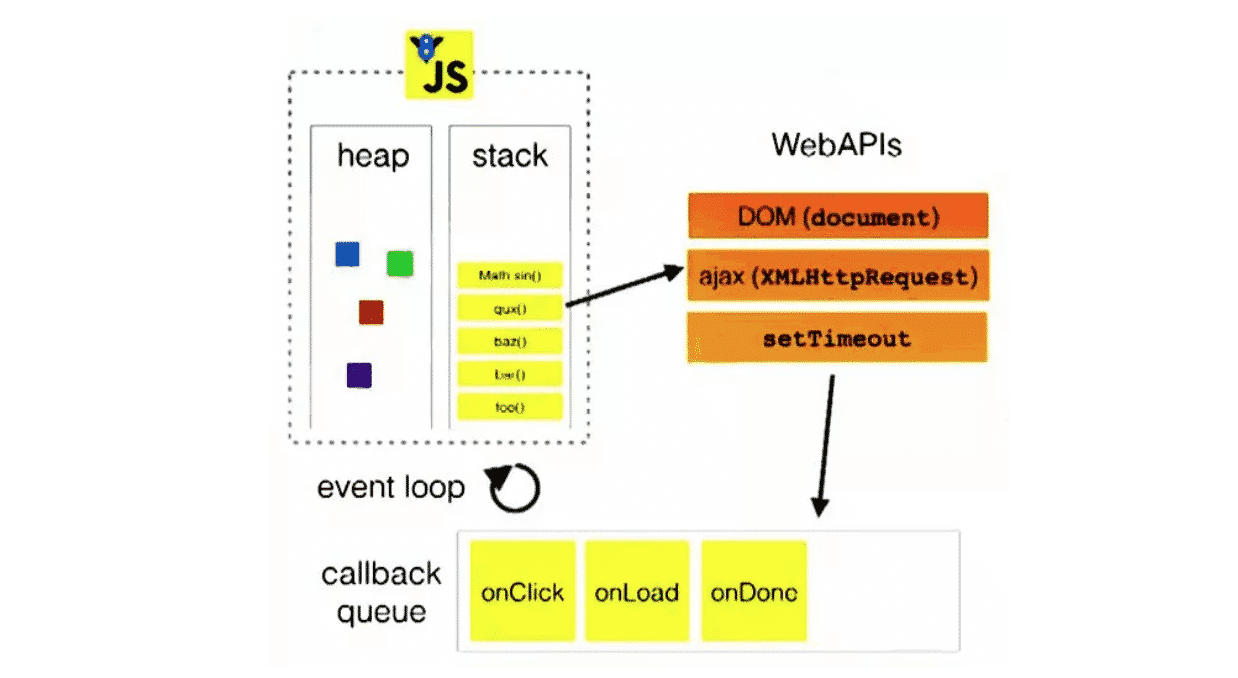 JS
heap
stack
Math sin()
qux()
baz()
bar()
foo()
WebAPIs
DOM (document)
ajax (XMLHttpRequest)
setTimeout
event loop
callback
queue
onClick
onLoad
onDone